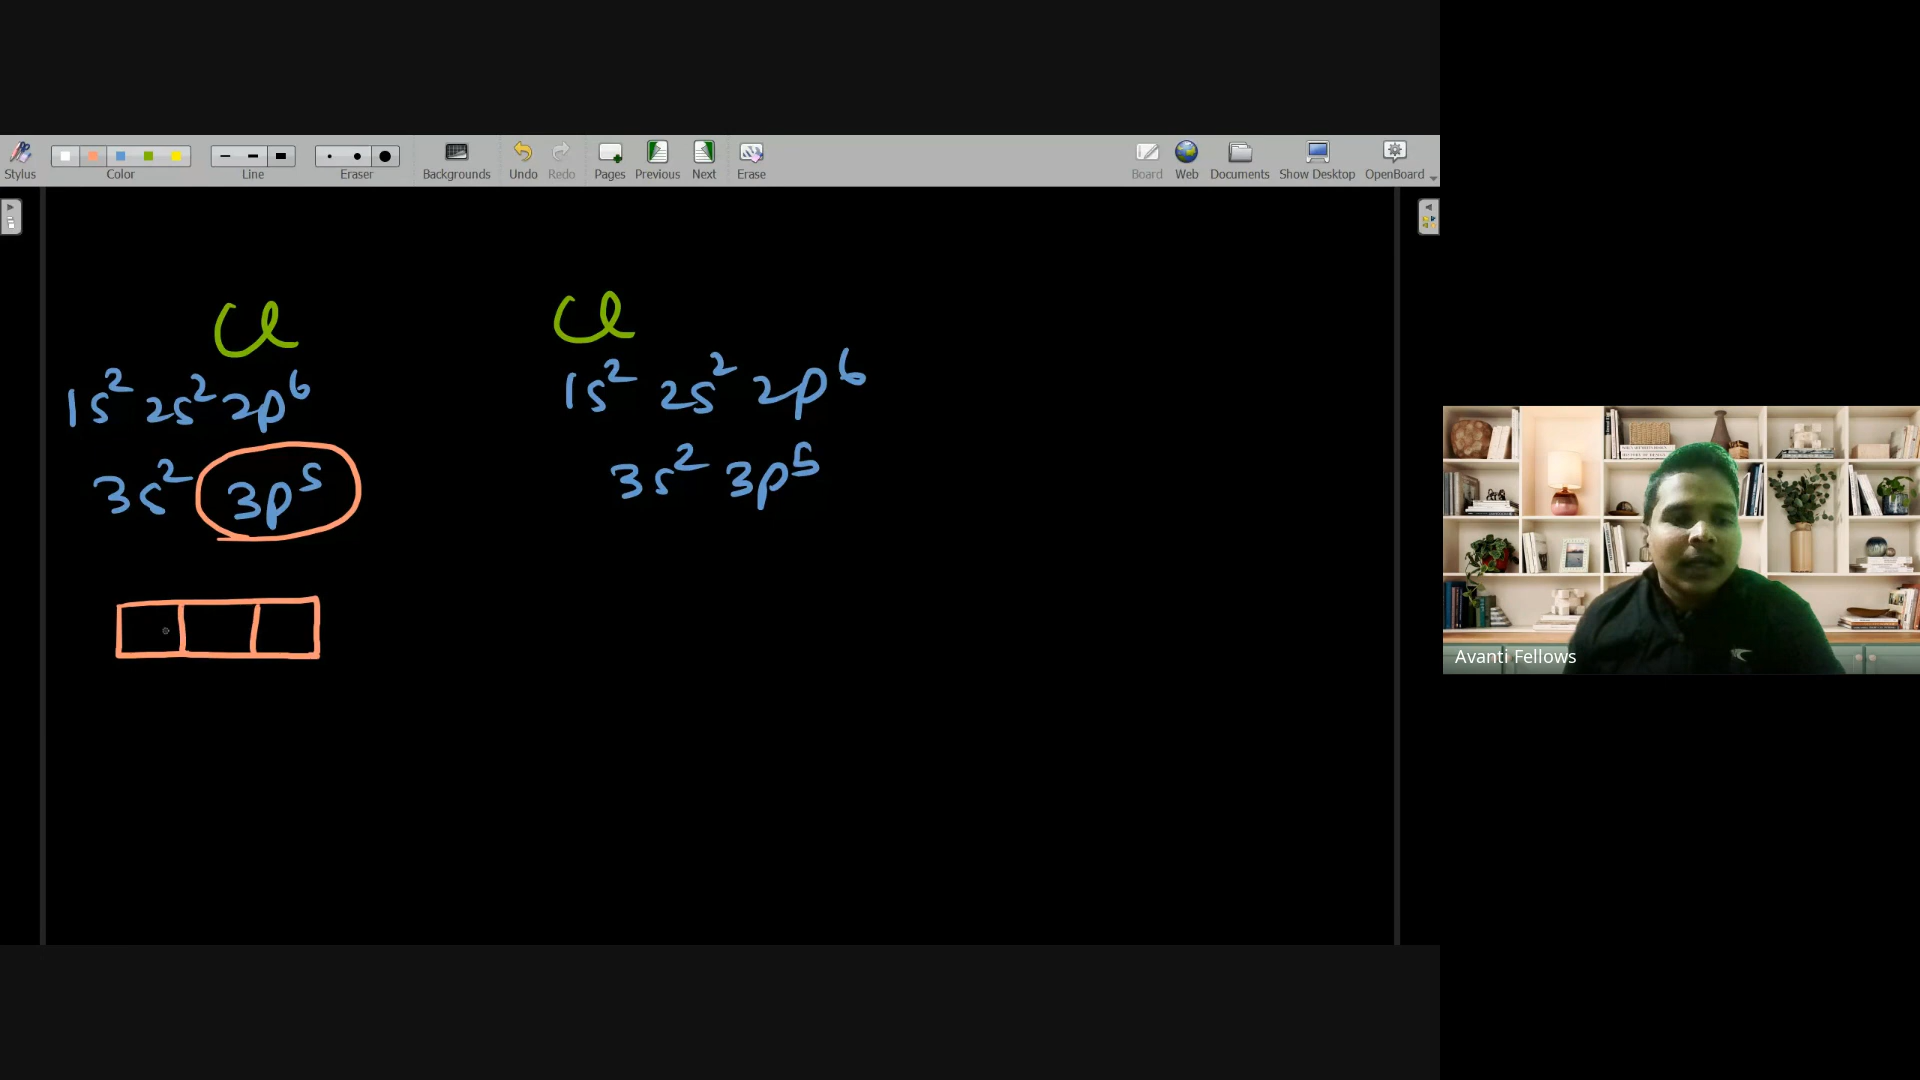 Stylus Color Line Eraser Backgrounds Undo Redo Pages Previous Next Erase Board Web Documents Show Desktop OpenBoard
Cl Cl
1s² 2s² 2p⁶ 1s² 2s² 2p⁶
3s² 3p⁵ 3s² 3p⁵
Avanti Fellows